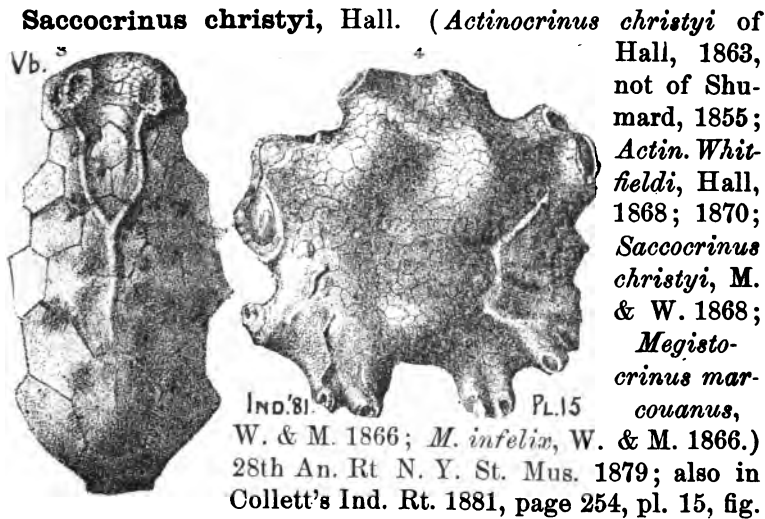 Saccocrinus christyi, Hall. (Actinocrinus christyi of
Hall, 1863,
not of Shu-
mard, 1855;
Actin. Whit-
fieldi, Hall,
1868; 1870;
Saccocrinus
christyi, M.
& W. 1868;
Megisto-
crinus mar-
couanus,
Vb. 3 4
IND.'81. PL.15
W. & M. 1866; M. infelix, W. & M. 1866.)
28th An. Rt N. Y. St. Mus. 1879; also in
Collett's Ind. Rt. 1881, page 254, pl. 15, fig.